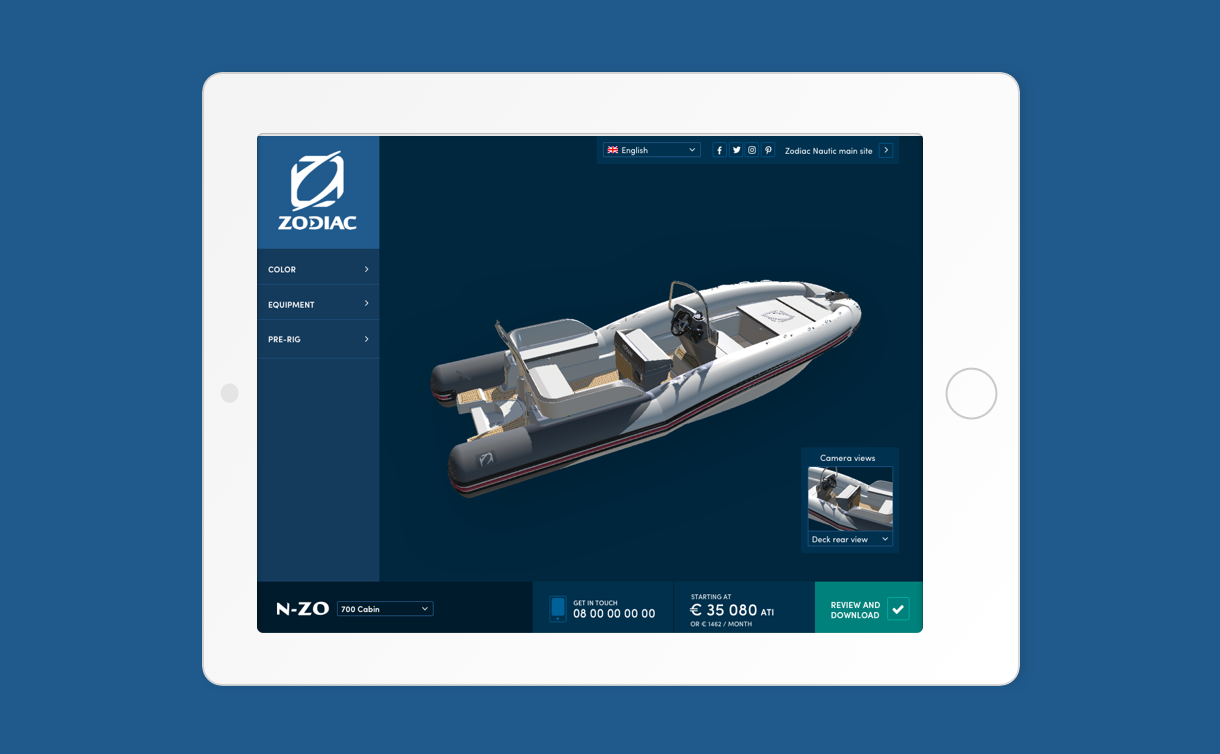 English
Zodiac Nautic main site
ZODIAC
COLOR
EQUIPMENT
PRE-RIG
Camera views
Deck rear view
N-ZO
700 Cabin
GET IN TOUCH
08 00 00 00 00
STARTING AT
€ 35 080 ATI
OR € 1462 / MONTH
REVIEW AND
DOWNLOAD